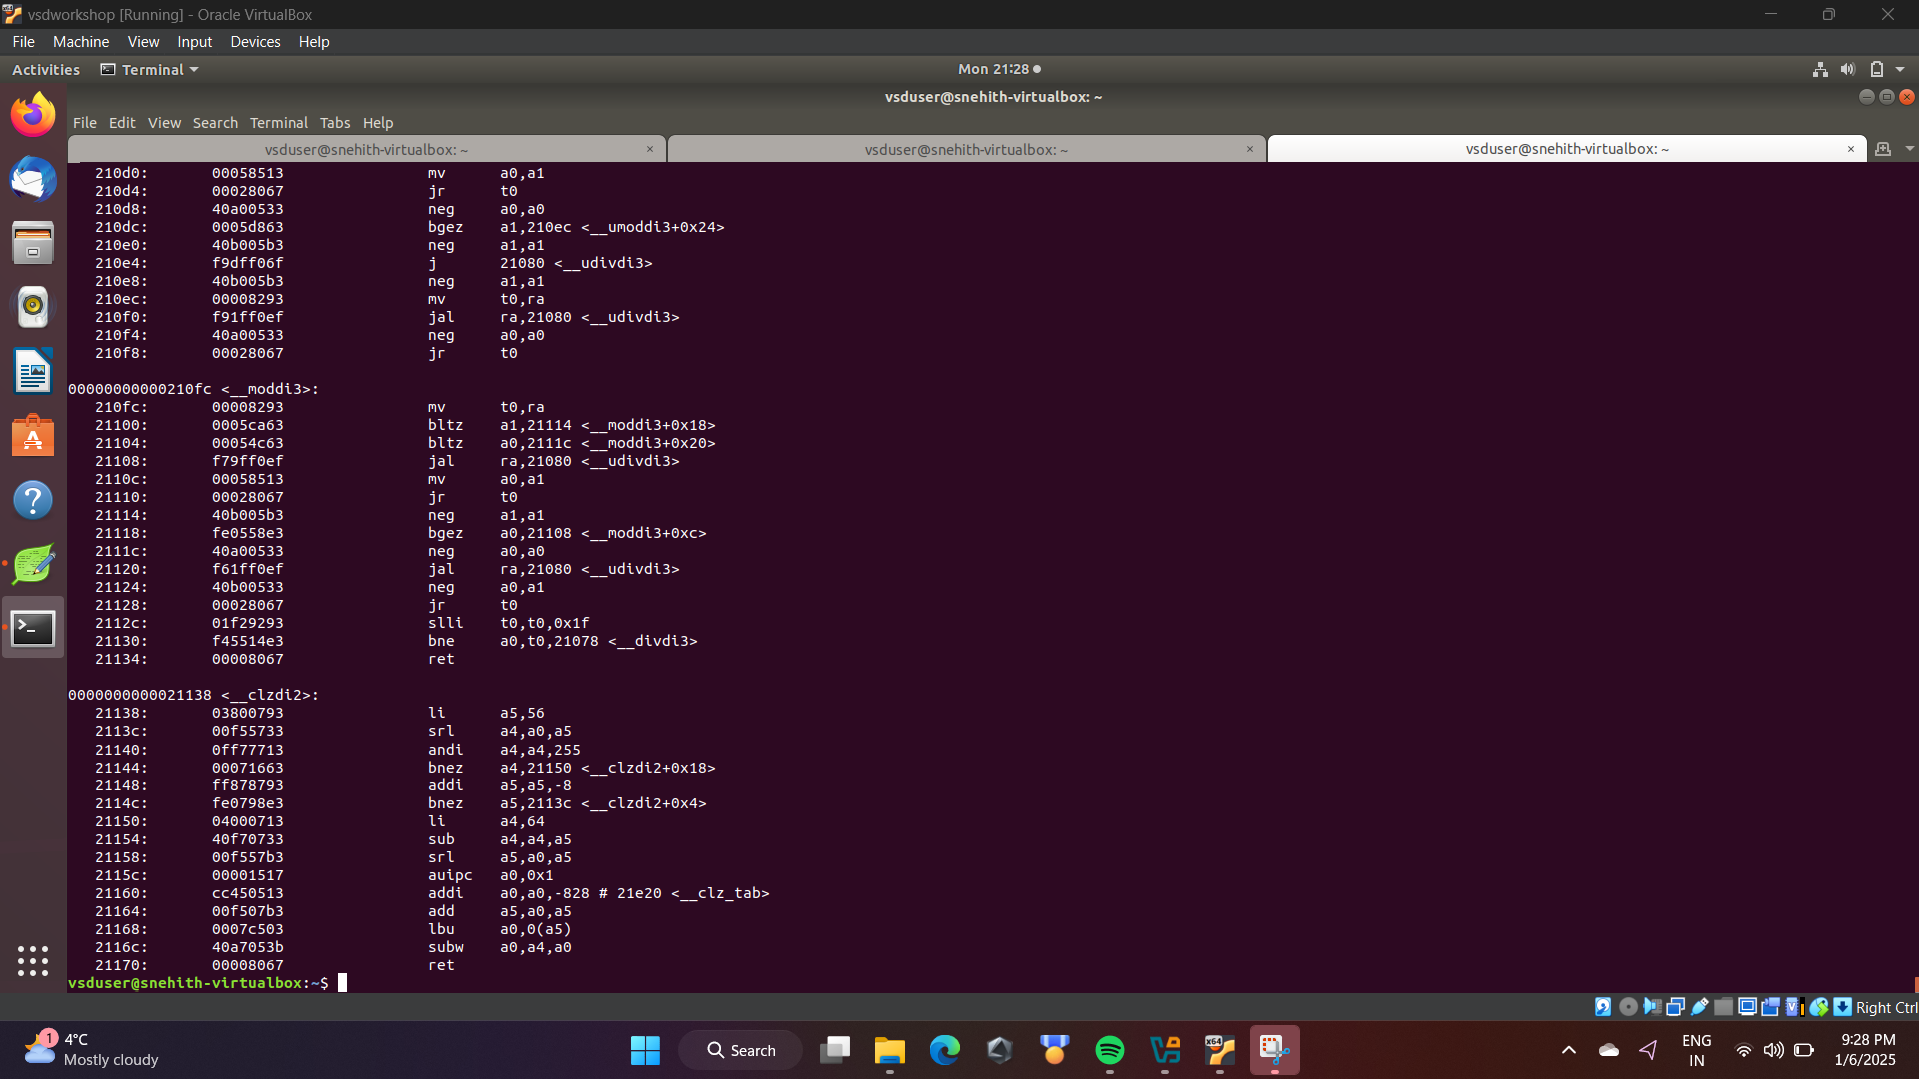 vsdworkshop [Running] - Oracle VirtualBox
File Machine View Input Devices Help
Activities Terminal Mon 21:28
vsduser@snehith-virtualbox: ~
File Edit View Search Terminal Tabs Help
vsduser@snehith-virtualbox: ~ × vsduser@snehith-virtualbox: ~ × vsduser@snehith-virtualbox: ~ ×
210d0: 00058513 mv a0,a1
210d4: 00028067 jr t0
210d8: 40a00533 neg a0,a0
210dc: 0005d863 bgez a1,210ec <__umoddi3+0x24>
210e0: 40b005b3 neg a1,a1
210e4: f9dff06f j 21080 <__udivdi3>
210e8: 40b005b3 neg a1,a1
210ec: 00008293 mv t0,ra
210f0: f91ff0ef jal ra,21080 <__udivdi3>
210f4: 40a00533 neg a0,a0
210f8: 00028067 jr t0
00000000000210fc <__moddi3>:
210fc: 00008293 mv t0,ra
21100: 0005ca63 bltz a1,21114 <__moddi3+0x18>
21104: 00054c63 bltz a0,2111c <__moddi3+0x20>
21108: f79ff0ef jal ra,21080 <__udivdi3>
2110c: 00058513 mv a0,a1
21110: 00028067 jr t0
21114: 40b005b3 neg a1,a1
21118: fe0558e3 bgez a0,21108 <__moddi3+0xc>
2111c: 40a00533 neg a0,a0
21120: f61ff0ef jal ra,21080 <__udivdi3>
21124: 40b00533 neg a0,a1
21128: 00028067 jr t0
2112c: 01f29293 slli t0,t0,0x1f
21130: f45514e3 bne a0,t0,21078 <__divdi3>
21134: 00008067 ret
0000000000021138 <__clzdi2>:
21138: 03800793 li a5,56
2113c: 00f55733 srl a4,a0,a5
21140: 0ff77713 andi a4,a4,255
21144: 00071663 bnez a4,21150 <__clzdi2+0x18>
21148: ff878793 addi a5,a5,-8
2114c: fe0798e3 bnez a5,2113c <__clzdi2+0x4>
21150: 04000713 li a4,64
21154: 40f70733 sub a4,a4,a5
21158: 00f557b3 srl a5,a0,a5
2115c: 00001517 auipc a0,0x1
21160: cc450513 addi a0,a0,-828 # 21e20 <__clz_tab>
21164: 00f507b3 add a5,a0,a5
21168: 0007c503 lbu a0,0(a5)
2116c: 40a7053b subw a0,a4,a0
21170: 00008067 ret
vsduser@snehith-virtualbox:~$
Right Ctrl
1 4°C
Mostly cloudy
Search
ENG
IN
9:28 PM
1/6/2025